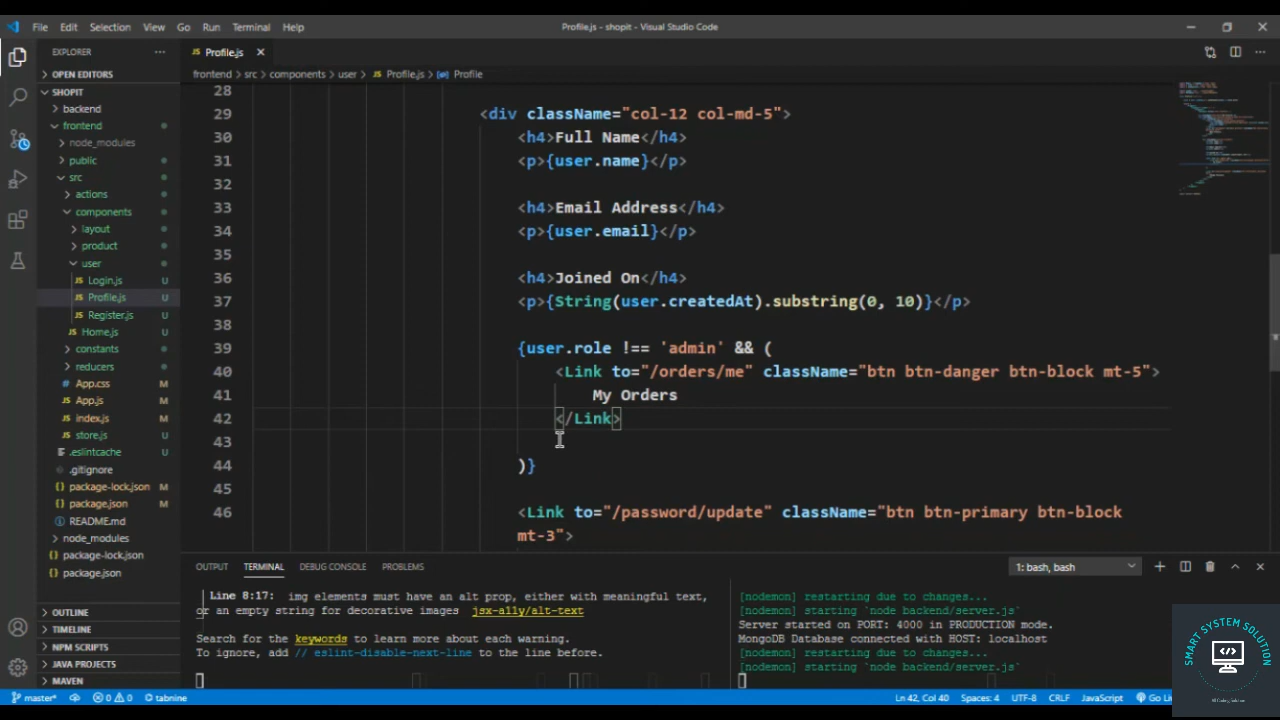 File Edit Selection View Go Run Terminal Help
Profile.js - shopit - Visual Studio Code
EXPLORER
OPEN EDITORS
SHOPIT
backend
frontend
node_modules
public
src
actions
components
layout
product
user
Login.js U
Profile.js U
Register.js U
Home.js U
constants
reducers
App.css M
App.js M
index.js M
store.js U
.eslintcache U
.gitignore
package-lock.json M
package.json M
README.md
node_modules
package-lock.json
package.json
OUTLINE
TIMELINE
NPM SCRIPTS
JAVA PROJECTS
MAVEN
JS Profile.js
frontend > src > components > user > JS Profile.js > Profile
28
29 <div className="col-12 col-md-5">
30 <h4>Full Name</h4>
31 <p>{user.name}</p>
32
33 <h4>Email Address</h4>
34 <p>{user.email}</p>
35
36 <h4>Joined On</h4>
37 <p>{String(user.createdAt).substring(0, 10)}</p>
38
39 {user.role !== 'admin' && (
40 <Link to="/orders/me" className="btn btn-danger btn-block mt-5">
41 My Orders
42 </Link>
43
44 )}
45
46 <Link to="/password/update" className="btn btn-primary btn-block
mt-3">
OUTPUT TERMINAL DEBUG CONSOLE PROBLEMS
1: bash, bash
Line 8:17: img elements must have an alt prop, either with meaningful text,
or an empty string for decorative images jsx-a11y/alt-text
Search for the keywords to learn more about each warning.
To ignore, add // eslint-disable-next-line to the line before.
[nodemon] restarting due to changes...
[nodemon] starting `node backend/server.js`
Server started on PORT: 4000 in PRODUCTION mode.
MongoDB Database connected with HOST: localhost
[nodemon] restarting due to changes...
[nodemon] starting `node backend/server.js`
master* 0 0 tabnine
Ln 42, Col 40 Spaces: 4 UTF-8 CRLF JavaScript Go Li
SMART SYSTEM SOLUTION